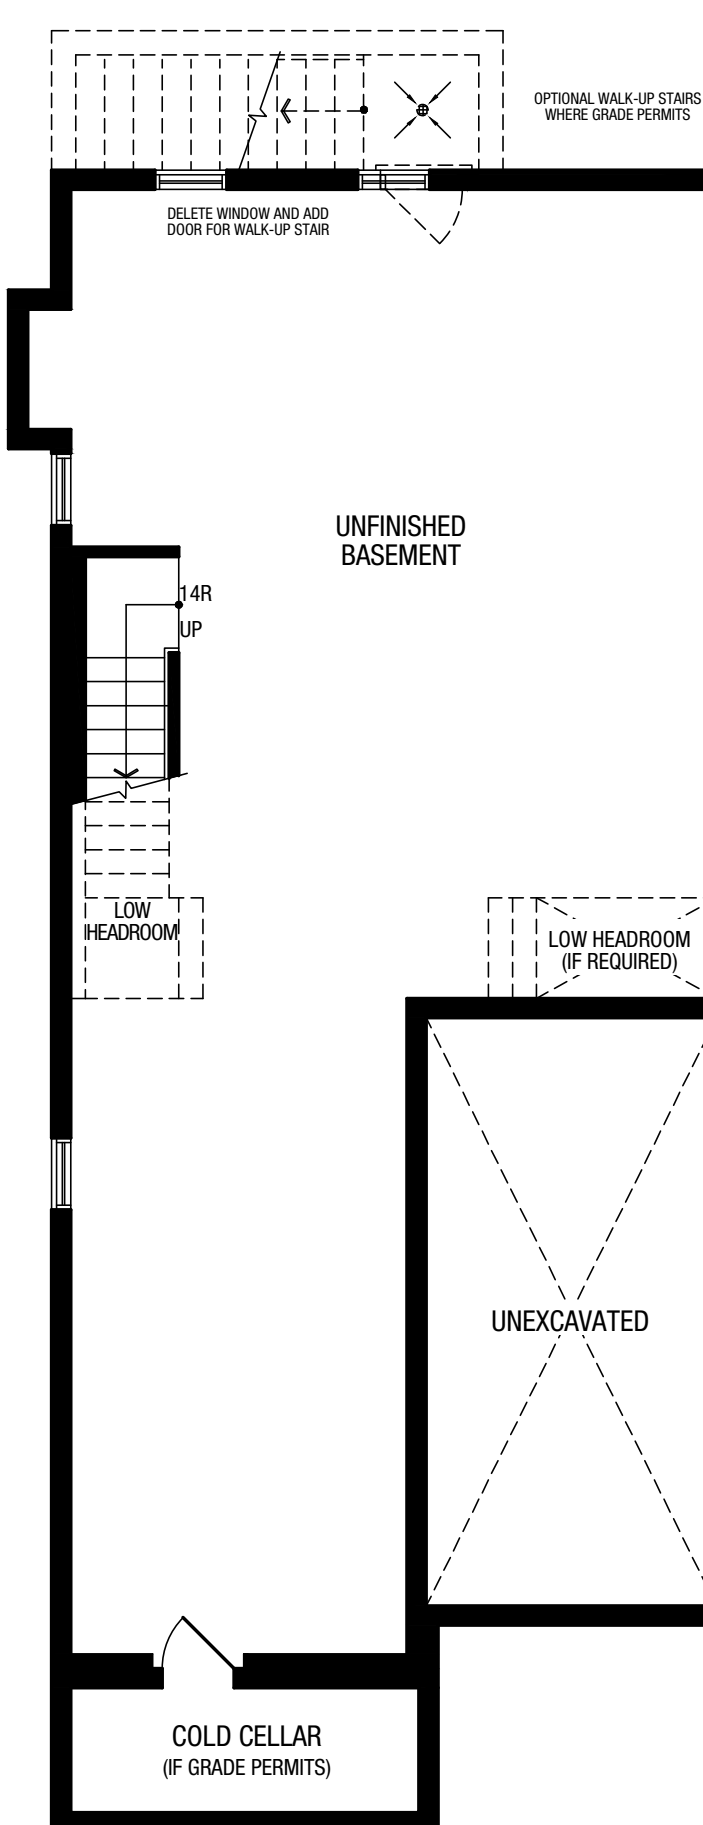 OPTIONAL WALK-UP STAIRS
WHERE GRADE PERMITS
DELETE WINDOW AND ADD
DOOR FOR WALK-UP STAIR
UNFINISHED
BASEMENT
14R
UP
LOW
HEADROOM
LOW HEADROOM
(IF REQUIRED)
UNEXCAVATED
COLD CELLAR
(IF GRADE PERMITS)